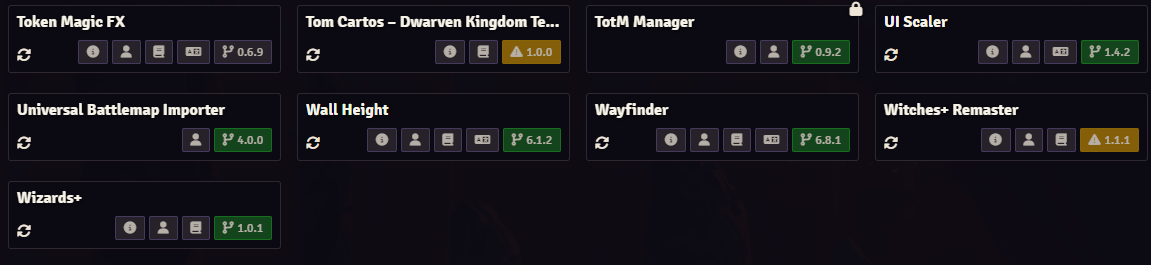 Token Magic FX
0.6.9
Tom Cartos – Dwarven Kingdom Te...
1.0.0
TotM Manager
0.9.2
UI Scaler
1.4.2
Universal Battlemap Importer
4.0.0
Wall Height
6.1.2
Wayfinder
6.8.1
Witches+ Remaster
1.1.1
Wizards+
1.0.1